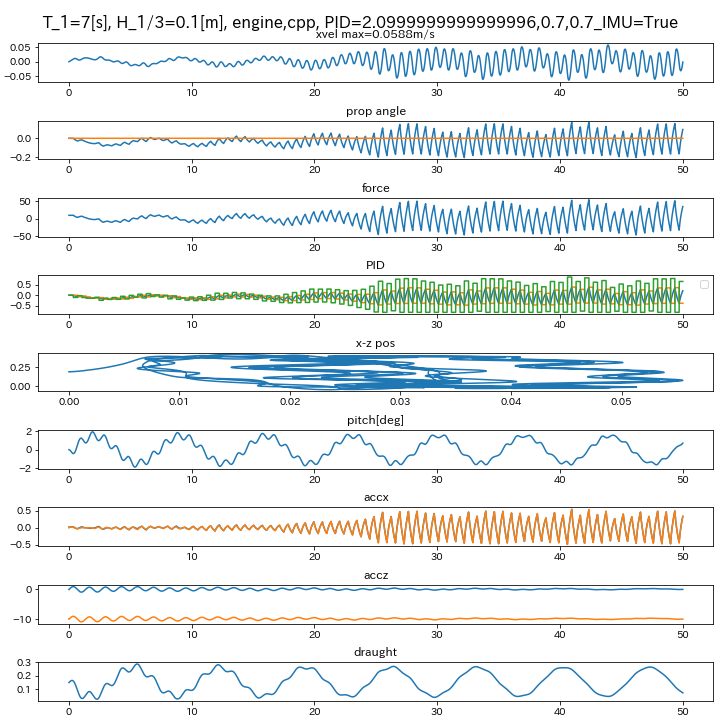 T_1=7[s], H_1/3=0.1[m], engine,cpp, PID=2.0999999999999996,0.7,0.7_IMU=True
xvel max=0.0588m/s
0.05
0.00
−0.05
0 10 20 30 40 50
prop angle
0.0
−0.2
0 10 20 30 40 50
force
50
0
−50
0 10 20 30 40 50
PID
0.5
0.0
−0.5
0 10 20 30 40 50
x-z pos
0.25
0.00
0.00 0.01 0.02 0.03 0.04 0.05
pitch[deg]
2
0
−2
0 10 20 30 40 50
accx
0.5
0.0
−0.5
0 10 20 30 40 50
accz
0
−10
0 10 20 30 40 50
draught
0.3
0.2
0.1
0 10 20 30 40 50